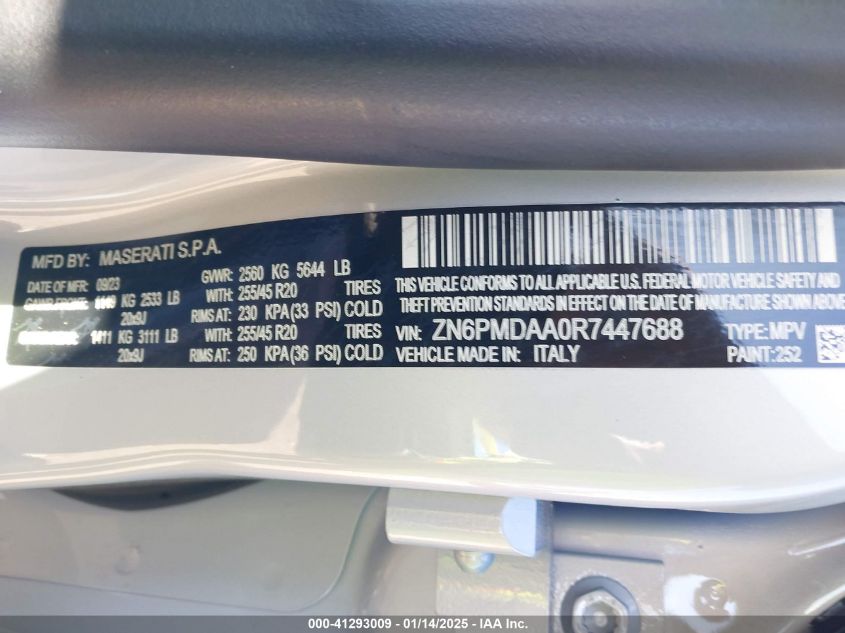 MFD BY: MASERATI S.P.A.
DATE OF MFR: 09/23 GVWR: 2560 KG 5644 LB
GAWR FRONT: KG 2533 LB WITH: 255/45 R20 TIRES
20x9J RIMS AT: 230 KPA (33 PSI) COLD
1411 KG 3111 LB WITH: 255/45 R20 TIRES
20x9J RIMS AT: 250 KPA (36 PSI) COLD
THIS VEHICLE CONFORMS TO ALL APPLICABLE U.S. FEDERAL MOTOR VEHICLE SAFETY AND
THEFT PREVENTION STANDARDS IN EFFECT ON THE DATE OF MANUFACTURE SHOWN ABOVE.
VIN: ZN6PMDAA0R7447688 TYPE: MPV
VEHICLE MADE IN: ITALY PAINT: 252
000-41293009 - 01/14/2025 - IAA Inc.